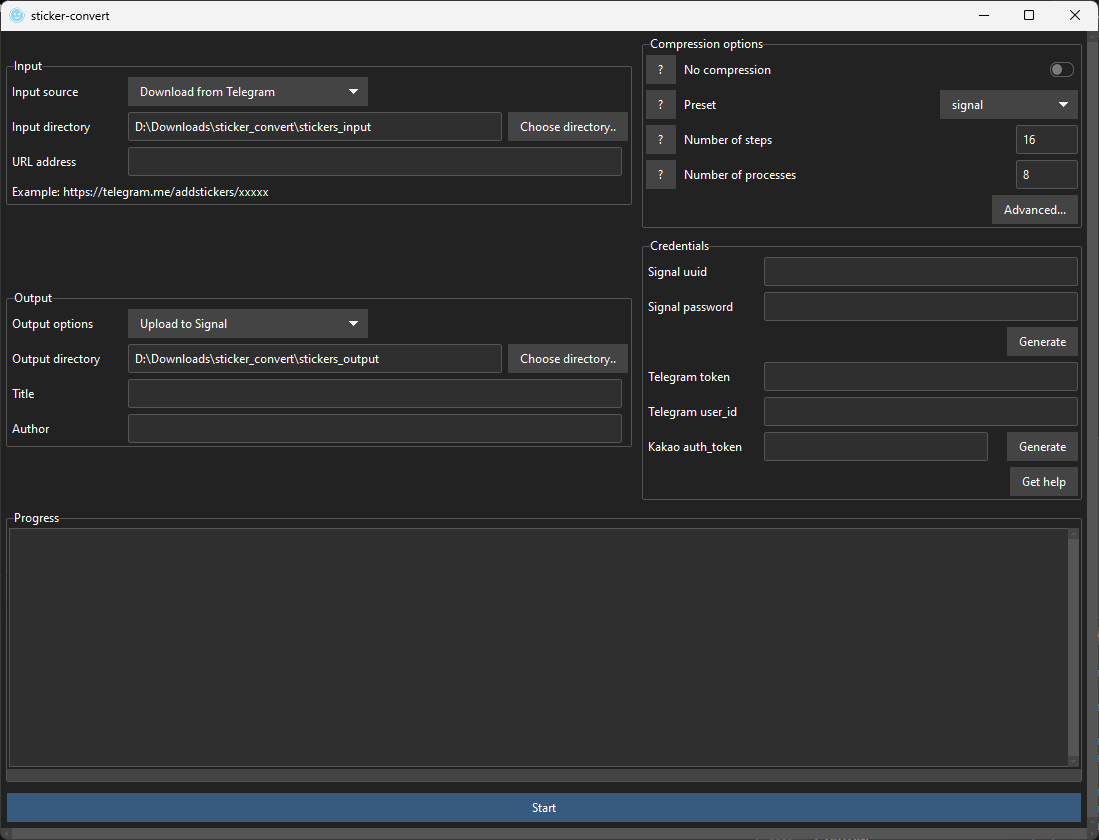 sticker-convert
Input
Input source Download from Telegram
Input directory D:\Downloads\sticker_convert\stickers_input Choose directory..
URL address
Example: https://telegram.me/addstickers/xxxxx
Output
Output options Upload to Signal
Output directory D:\Downloads\sticker_convert\stickers_output Choose directory..
Title
Author
Compression options
? No compression
? Preset signal
? Number of steps 16
? Number of processes 8
Advanced...
Credentials
Signal uuid
Signal password
Generate
Telegram token
Telegram user_id
Kakao auth_token Generate
Get help
Progress
Start